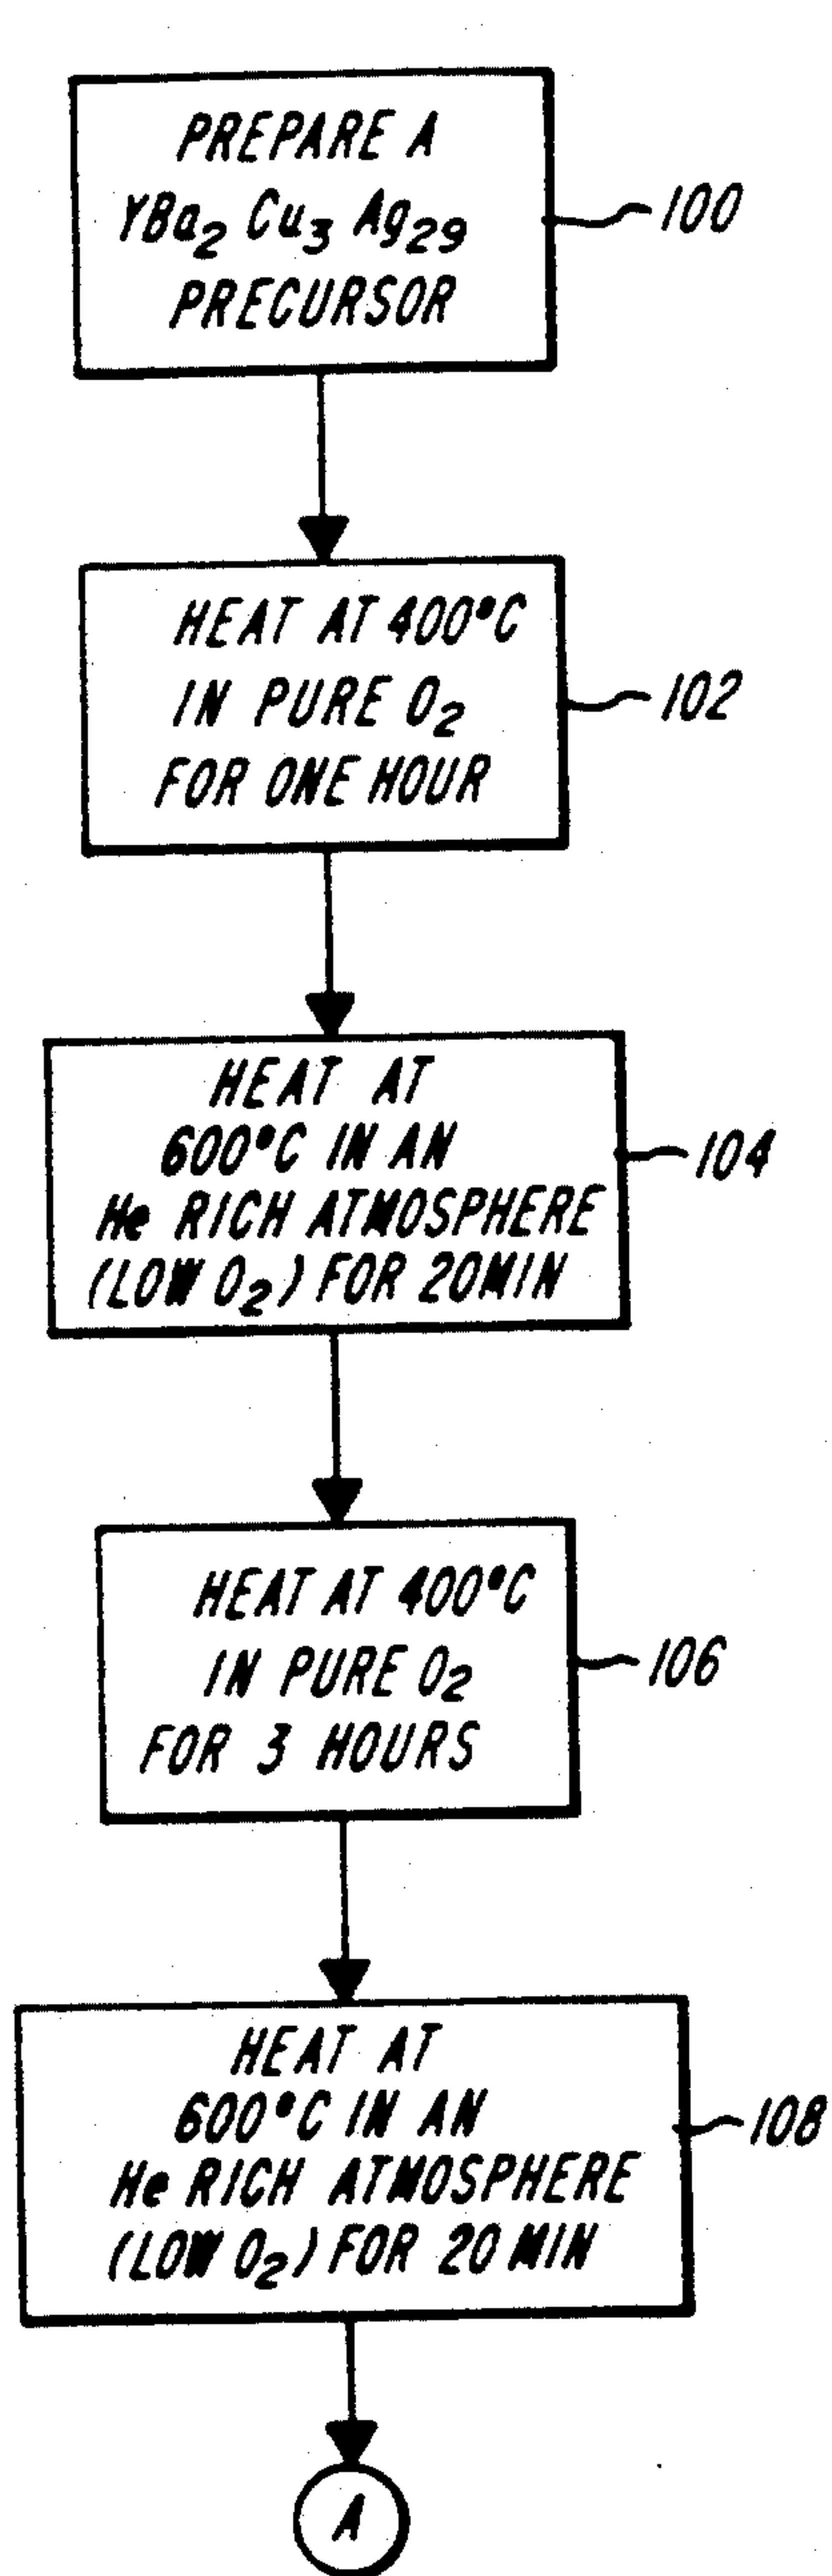 PREPARE A
YBa₂ Cu₃ Ag₂₉
PRECURSOR
100
HEAT AT 400°C
IN PURE O₂
FOR ONE HOUR
102
HEAT AT
600°C IN AN
He RICH ATMOSPHERE
(LOW O₂) FOR 20MIN
104
HEAT AT 400°C
IN PURE O₂
FOR 3 HOURS
106
HEAT AT
600°C IN AN
He RICH ATMOSPHERE
(LOW O₂) FOR 20 MIN
108
A